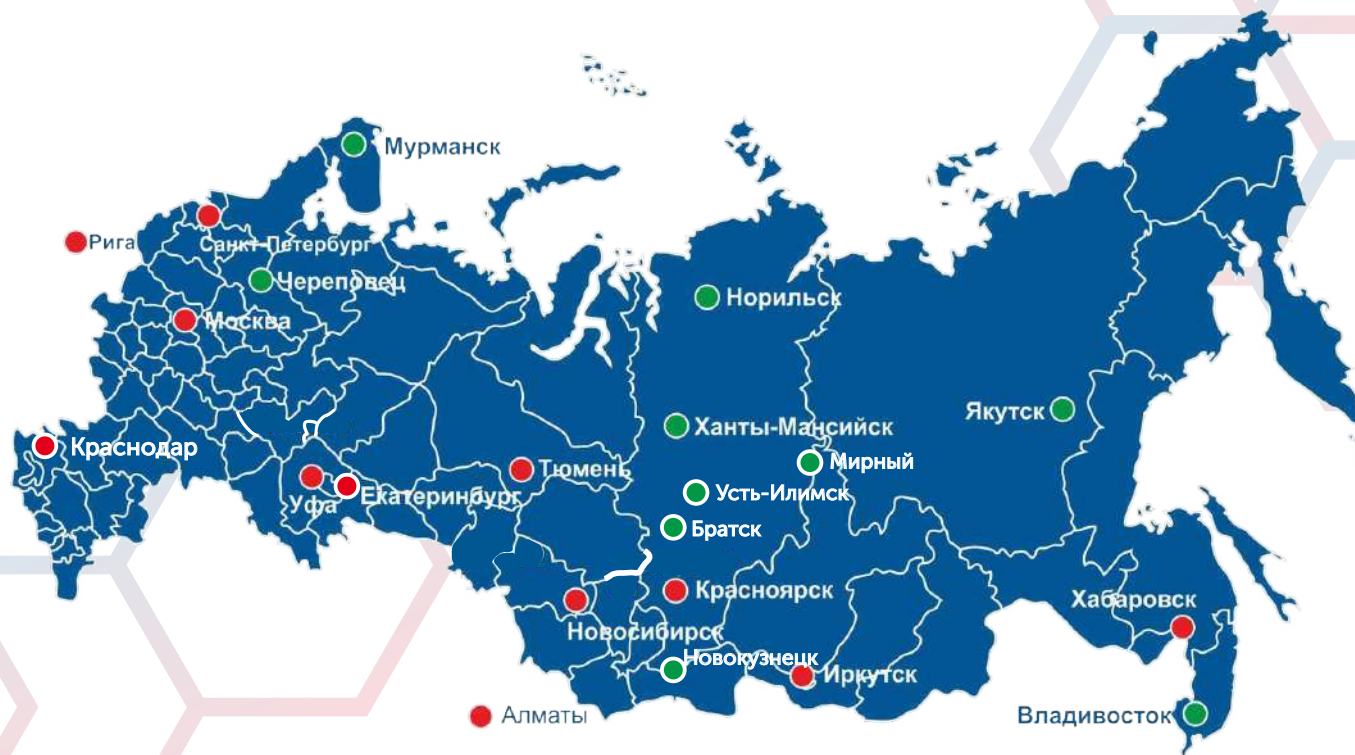 Мурманск
Рига
Санкт-Петербург
Череповец
Москва
Норильск
Якутск
Ханты-Мансийск
Краснодар
Мирный
Тюмень
Усть-Илимск
Уфа
Екатеринбург
Братск
Красноярск
Хабаровск
Новосибирск
Новокузнецк
Иркутск
Алматы
Владивосток